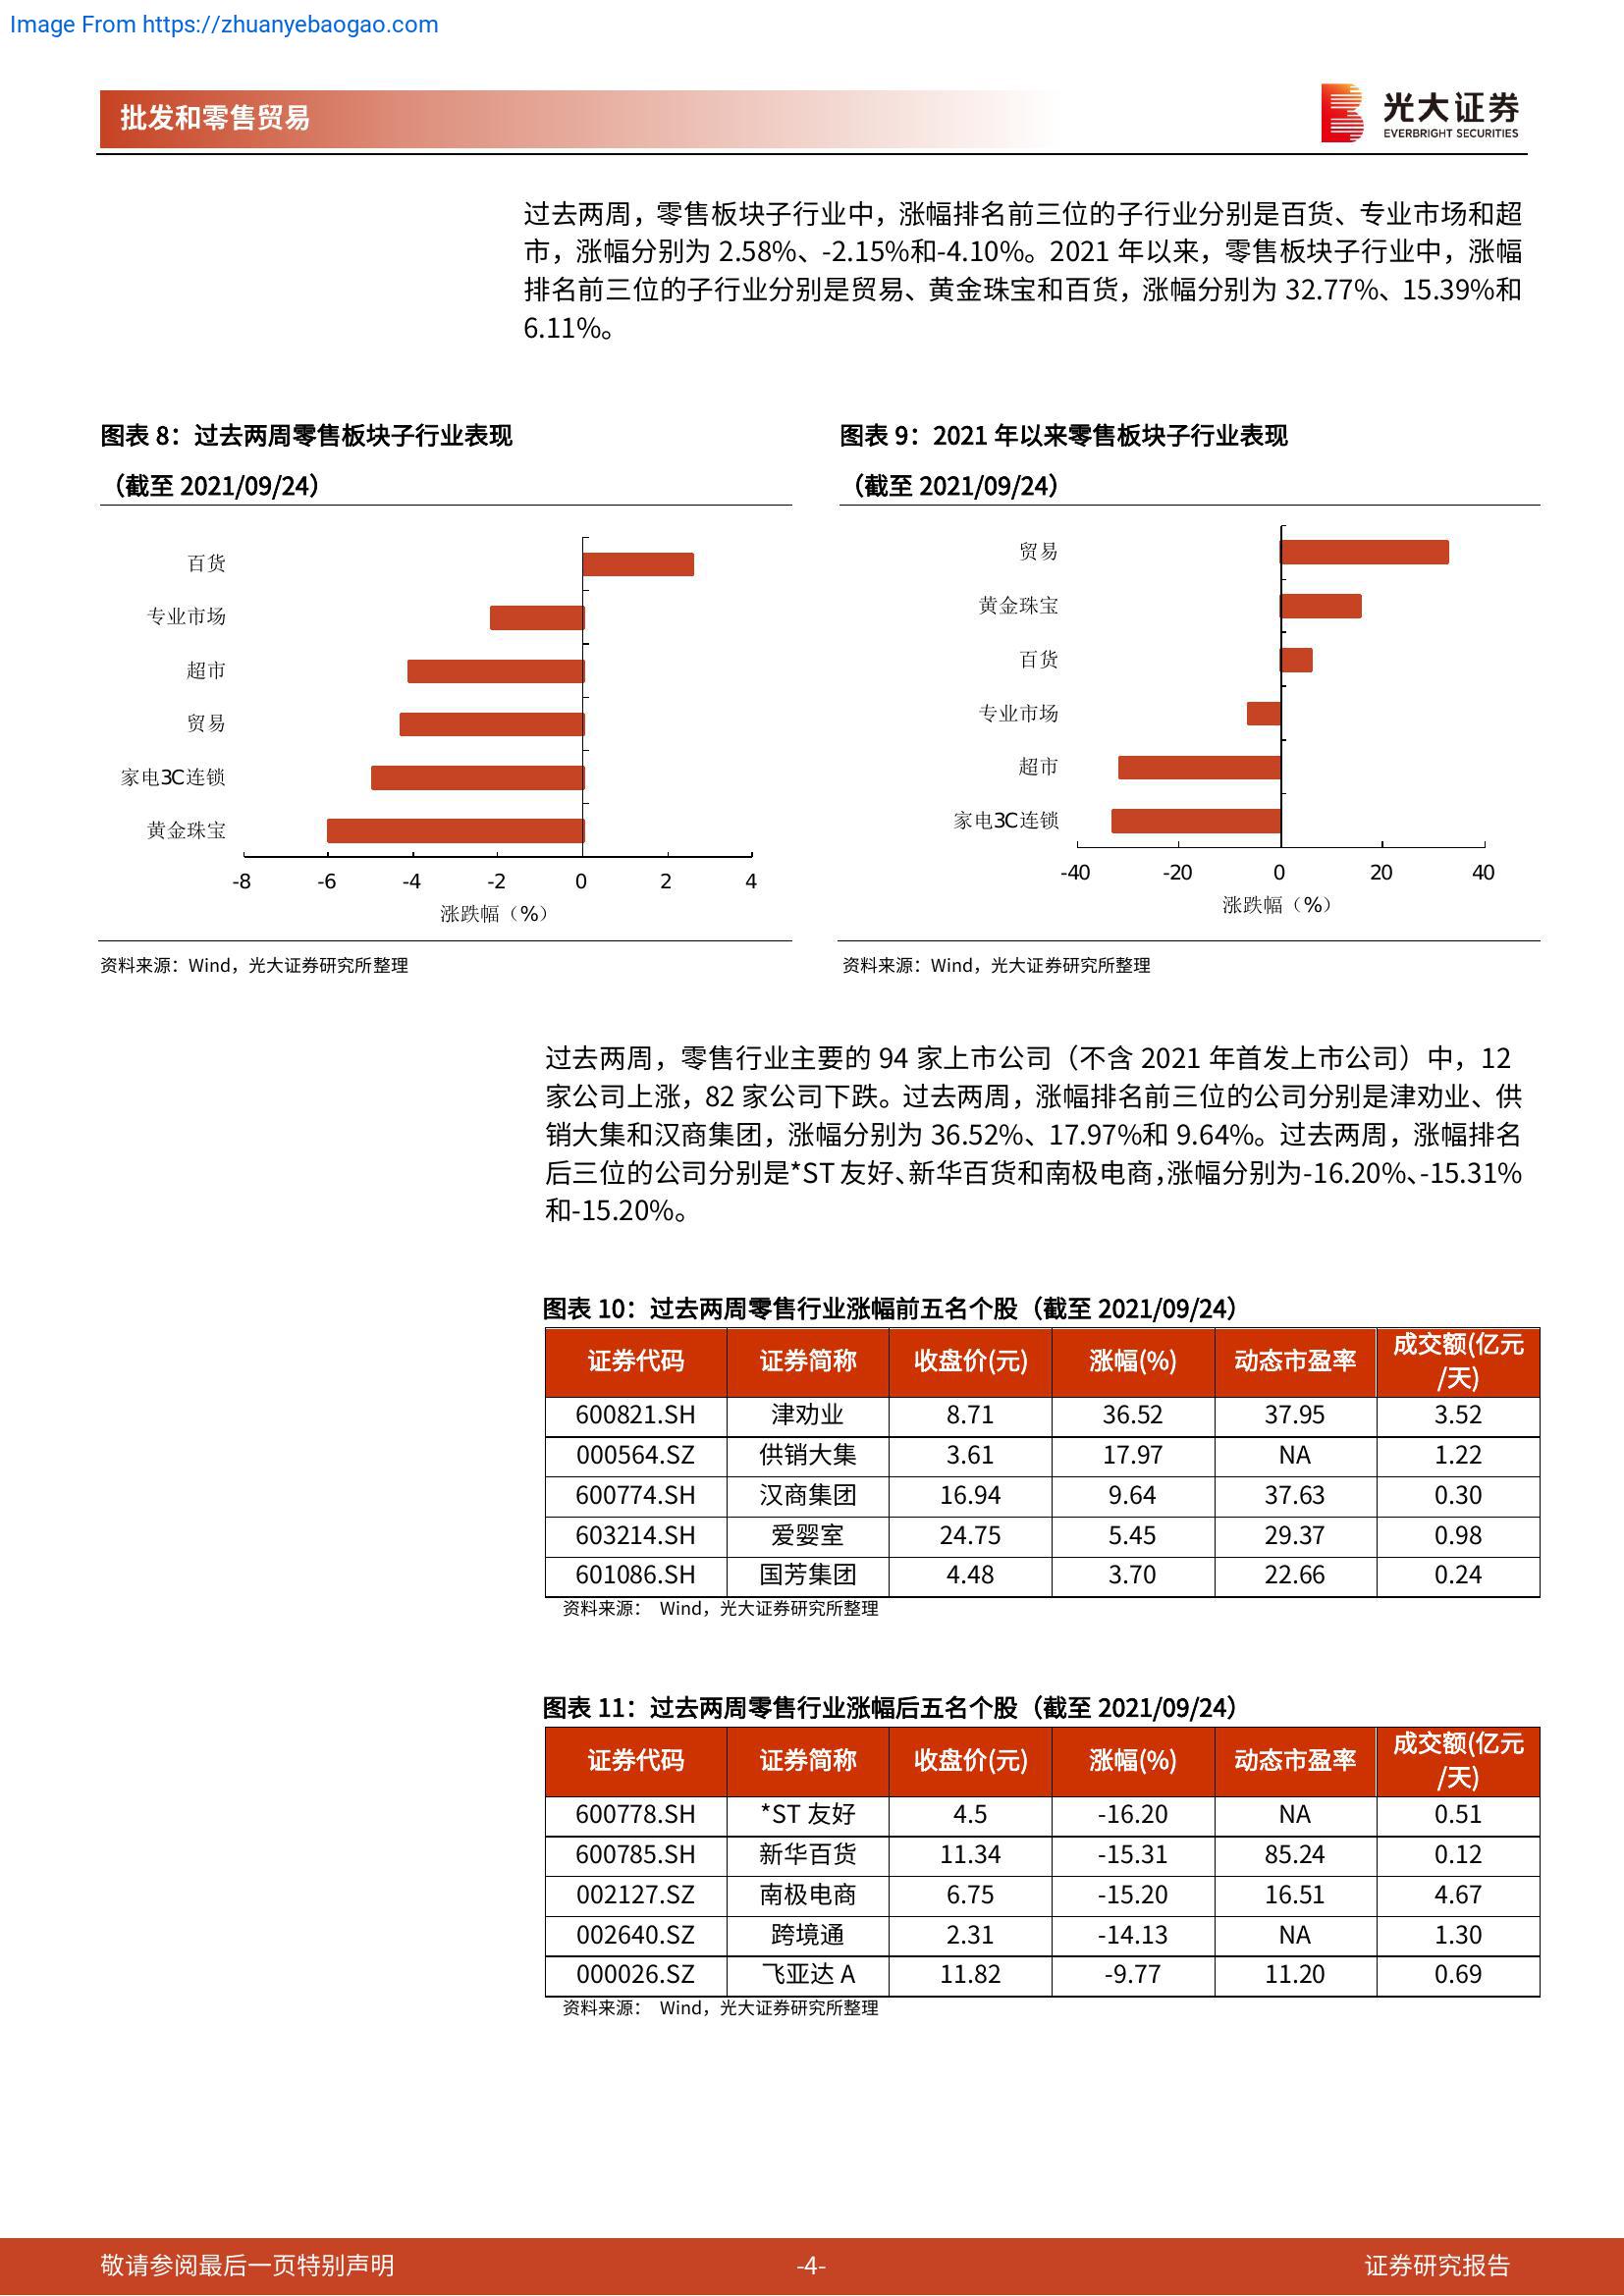 Image From https://zhuanyebaogao.com
批发和零售贸易
光大证券
EVERBRIGHT SECURITIES
过去两周，零售板块子行业中，涨幅排名前三位的子行业分别是百货、专业市场和超
市，涨幅分别为 2.58%、-2.15%和-4.10%。2021 年以来，零售板块子行业中，涨幅
排名前三位的子行业分别是贸易、黄金珠宝和百货，涨幅分别为 32.77%、15.39%和
6.11%。
图表 8：过去两周零售板块子行业表现
（截至 2021/09/24）
百货
专业市场
超市
贸易
家电3C连锁
黄金珠宝
-8 -6 -4 -2 0 2 4
涨跌幅（%）
资料来源：Wind，光大证券研究所整理
图表 9：2021 年以来零售板块子行业表现
（截至 2021/09/24）
贸易
黄金珠宝
百货
专业市场
超市
家电3C连锁
-40 -20 0 20 40
涨跌幅（%）
资料来源：Wind，光大证券研究所整理
过去两周，零售行业主要的 94 家上市公司（不含 2021 年首发上市公司）中，12
家公司上涨，82 家公司下跌。过去两周，涨幅排名前三位的公司分别是津劝业、供
销大集和汉商集团，涨幅分别为 36.52%、17.97%和 9.64%。过去两周，涨幅排名
后三位的公司分别是*ST 友好、新华百货和南极电商，涨幅分别为-16.20%、-15.31%
和-15.20%。
图表 10：过去两周零售行业涨幅前五名个股（截至 2021/09/24）
证券代码 证券简称 收盘价(元) 涨幅(%) 动态市盈率 成交额(亿元
/天)
600821.SH 津劝业 8.71 36.52 37.95 3.52
000564.SZ 供销大集 3.61 17.97 NA 1.22
600774.SH 汉商集团 16.94 9.64 37.63 0.30
603214.SH 爱婴室 24.75 5.45 29.37 0.98
601086.SH 国芳集团 4.48 3.70 22.66 0.24
资料来源： Wind，光大证券研究所整理
图表 11：过去两周零售行业涨幅后五名个股（截至 2021/09/24）
证券代码 证券简称 收盘价(元) 涨幅(%) 动态市盈率 成交额(亿元
/天)
600778.SH *ST 友好 4.5 -16.20 NA 0.51
600785.SH 新华百货 11.34 -15.31 85.24 0.12
002127.SZ 南极电商 6.75 -15.20 16.51 4.67
002640.SZ 跨境通 2.31 -14.13 NA 1.30
000026.SZ 飞亚达 A 11.82 -9.77 11.20 0.69
资料来源： Wind，光大证券研究所整理
敬请参阅最后一页特别声明
-4-
证券研究报告